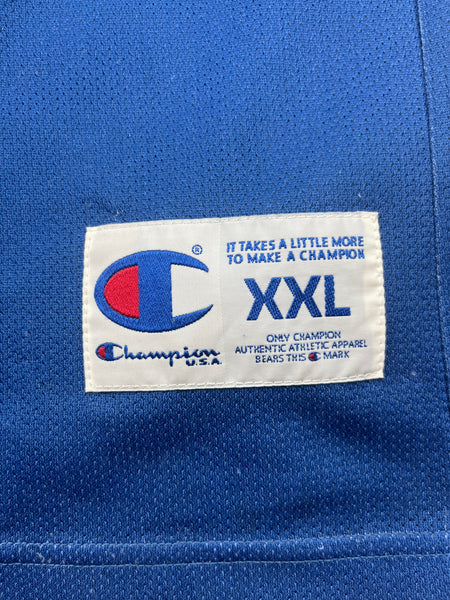 ®
Champion
U.S.A.
IT TAKES A LITTLE MORE
TO MAKE A CHAMPION
XXL
ONLY CHAMPION
AUTHENTIC ATHLETIC APPAREL
BEARS THIS C MARK